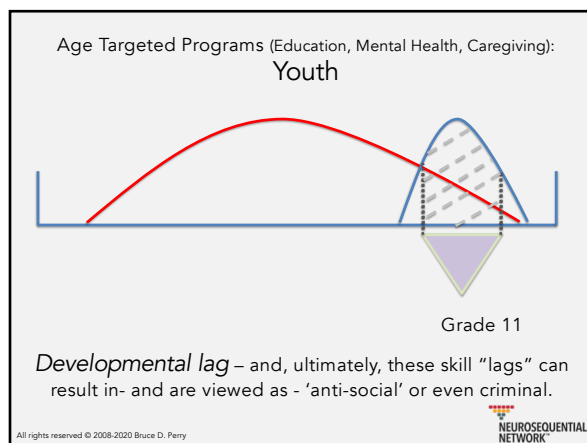 Age Targeted Programs (Education, Mental Health, Caregiving):
Youth
Grade 11
Developmental lag – and, ultimately, these skill “lags” can
result in- and are viewed as - ‘anti-social’ or even criminal.
All rights reserved © 2008-2020 Bruce D. Perry
NEUROSEQUENTIAL
NETWORK™